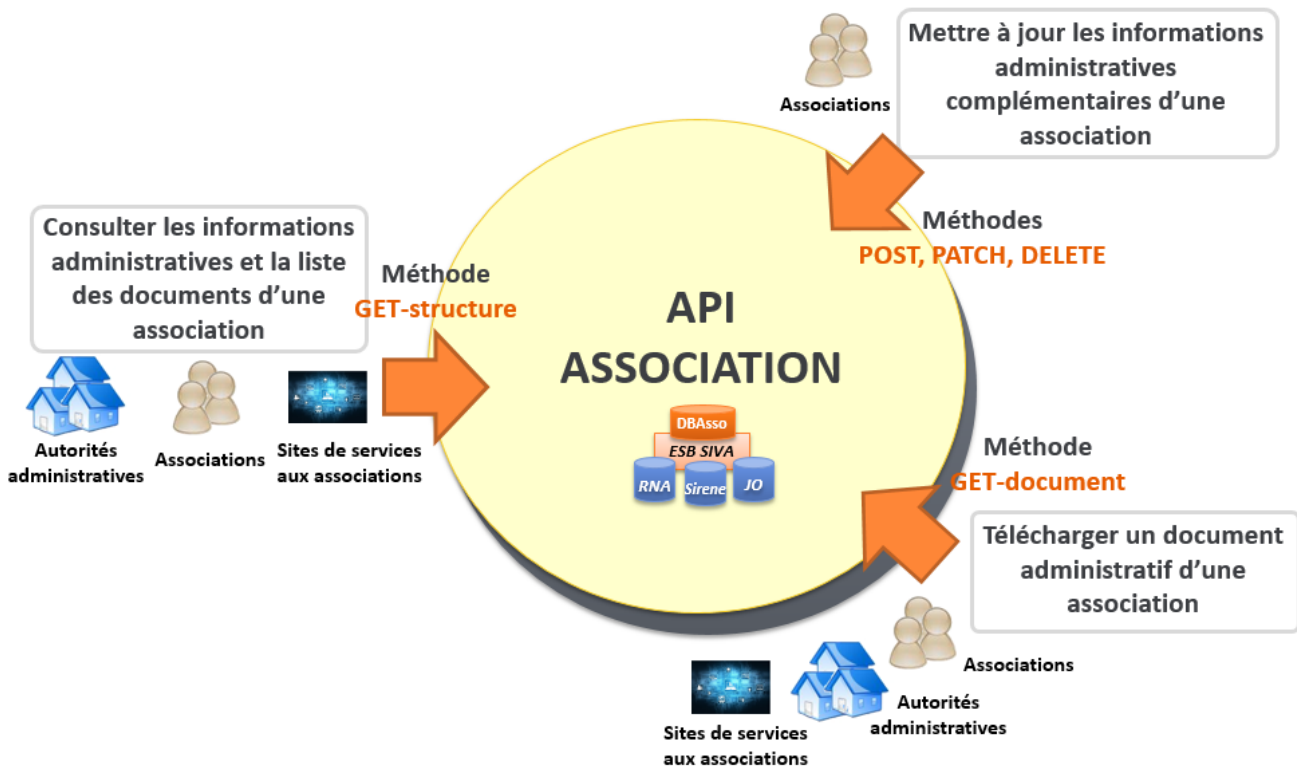 Mettre à jour les informations
administratives
complémentaires d'une
association
Associations
Méthodes
POST, PATCH, DELETE
Consulter les informations
administratives et la liste
des documents d'une
association
Méthode
GET-structure
Autorités
administratives
Associations
Sites de services
aux associations
API
ASSOCIATION
DBAsso
ESB SIVA
RNA
Sirene
JO
Méthode
GET-document
Télécharger un document
administratif d'une
association
Associations
Autorités
administratives
Sites de services
aux associations